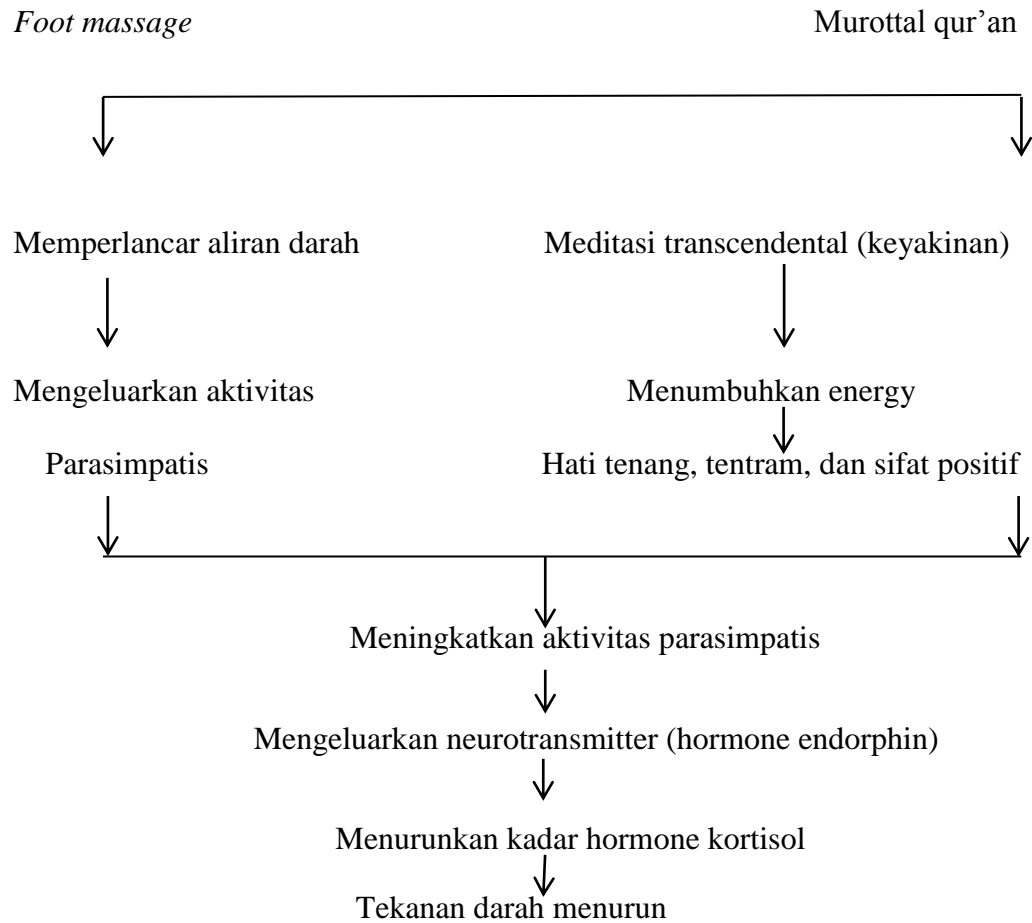 Foot massage
Murottal qur’an
Memperlancar aliran darah
Meditasi transcendental (keyakinan)
Mengeluarkan aktivitas
Menumbuhkan energy
Parasimpatis
Hati tenang, tentram, dan sifat positif
Meningkatkan aktivitas parasimpatis
Mengeluarkan neurotransmitter (hormone endorphin)
Menurunkan kadar hormone kortisol
Tekanan darah menurun